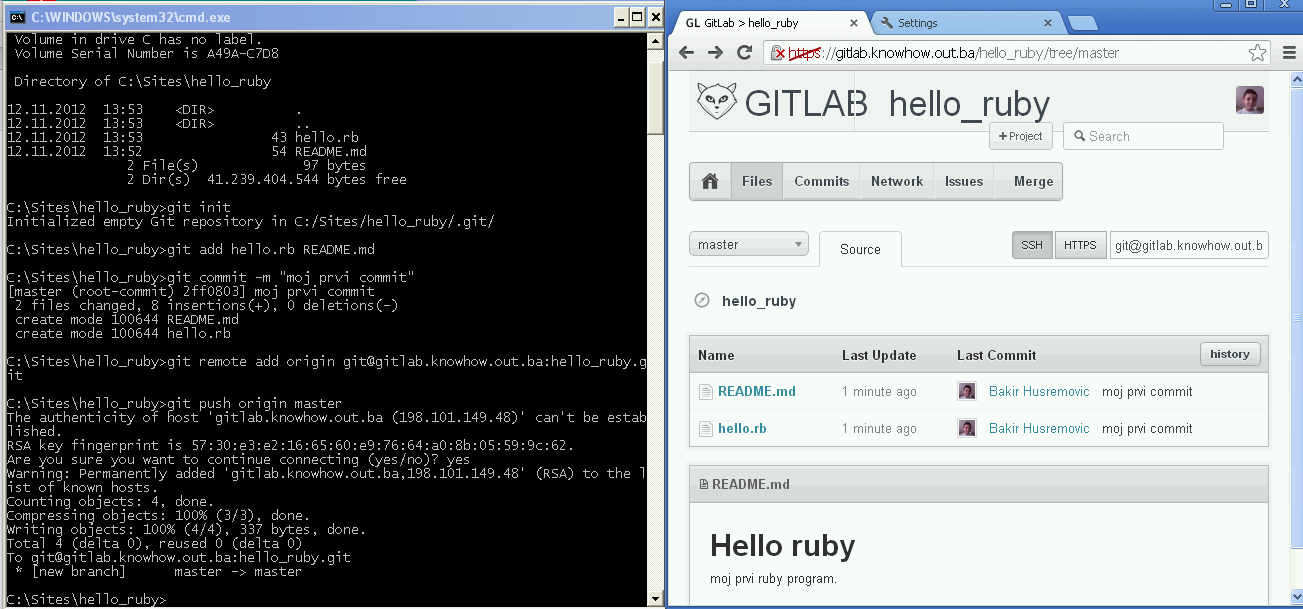 C:\WINDOWS\system32\cmd.exe
Volume in drive C has no label.
Volume Serial Number is A49A-C7D8
Directory of C:\Sites\hello_ruby
12.11.2012 13:53 <DIR> .
12.11.2012 13:53 <DIR> ..
12.11.2012 13:53 43 hello.rb
12.11.2012 13:52 54 README.md
2 File(s) 97 bytes
2 Dir(s) 41.239.404.544 bytes free
C:\Sites\hello_ruby>git init
Initialized empty Git repository in C:/Sites/hello_ruby/.git/
C:\Sites\hello_ruby>git add hello.rb README.md
C:\Sites\hello_ruby>git commit -m "moj prvi commit"
[master (root-commit) 2ff0803] moj prvi commit
2 files changed, 8 insertions(+), 0 deletions(-)
create mode 100644 README.md
create mode 100644 hello.rb
C:\Sites\hello_ruby>git remote add origin git@gitlab.knowhow.out.ba:hello_ruby.g
it
C:\Sites\hello_ruby>git push origin master
The authenticity of host 'gitlab.knowhow.out.ba (198.101.149.48)' can't be estab
lished.
RSA key fingerprint is 57:30:e3:e2:16:65:60:e9:76:64:a0:8b:05:59:9c:62.
Are you sure you want to continue connecting (yes/no)? yes
Warning: Permanently added 'gitlab.knowhow.out.ba,198.101.149.48' (RSA) to the l
ist of known hosts.
Counting objects: 4, done.
Compressing objects: 100% (3/3), done.
Writing objects: 100% (4/4), 337 bytes, done.
Total 4 (delta 0), reused 0 (delta 0)
To git@gitlab.knowhow.out.ba:hello_ruby.git
* [new branch] master -> master
C:\Sites\hello_ruby>
GL GitLab > hello_ruby
Settings
https://gitlab.knowhow.out.ba/hello_ruby/tree/master
GITLAB hello_ruby
+ Project
Search
Files Commits Network Issues Merge
master
Source
SSH HTTPS git@gitlab.knowhow.out.b
hello_ruby
Name Last Update Last Commit history
README.md 1 minute ago Bakir Husremovic moj prvi commit
hello.rb 1 minute ago Bakir Husremovic moj prvi commit
README.md
Hello ruby
moj prvi ruby program.